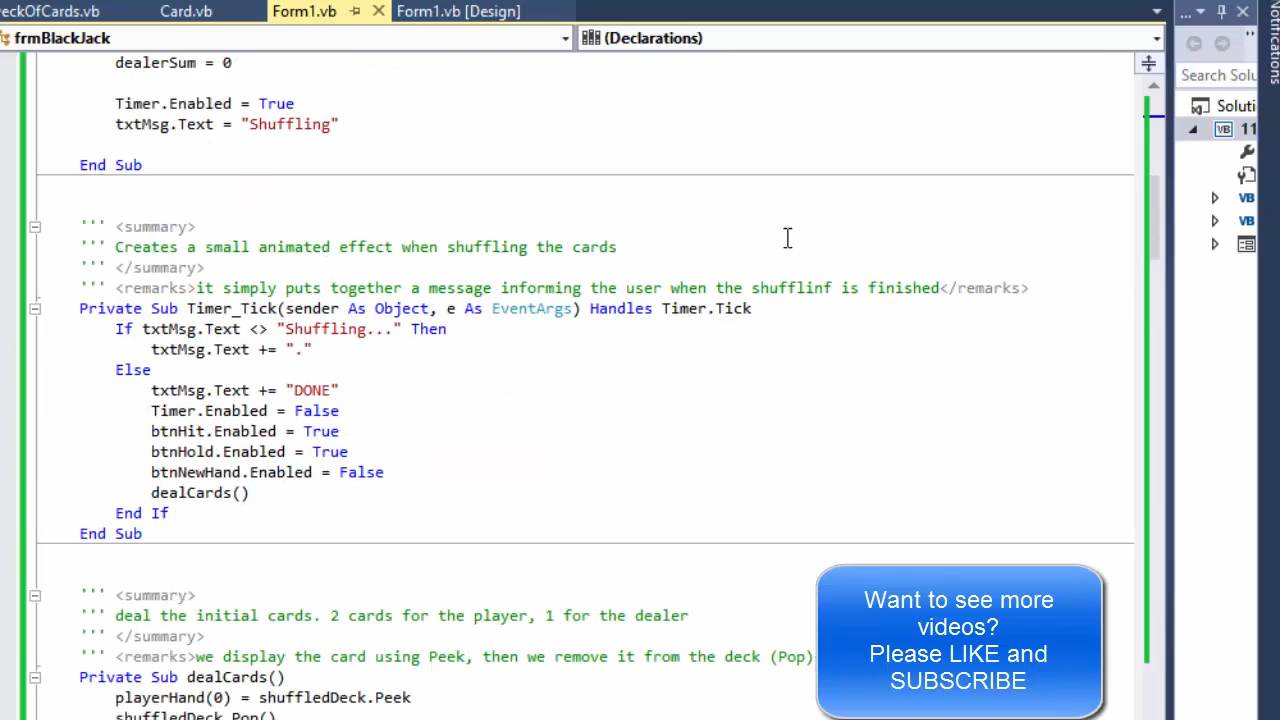 eckOfCards.vb Card.vb Form1.vb Form1.vb [Design]
frmBlackJack (Declarations)
dealerSum = 0
Timer.Enabled = True
txtMsg.Text = "Shuffling"
End Sub
''' <summary>
''' Creates a small animated effect when shuffling the cards
''' </summary>
''' <remarks>it simply puts together a message informing the user when the shufflinf is finished</remarks>
Private Sub Timer_Tick(sender As Object, e As EventArgs) Handles Timer.Tick
If txtMsg.Text <> "Shuffling..." Then
txtMsg.Text += "."
Else
txtMsg.Text += "DONE"
Timer.Enabled = False
btnHit.Enabled = True
btnHold.Enabled = True
btnNewHand.Enabled = False
dealCards()
End If
End Sub
''' <summary>
''' deal the initial cards. 2 cards for the player, 1 for the dealer
''' </summary>
''' <remarks>we display the card using Peek, then we remove it from the deck (Pop)
Private Sub dealCards()
playerHand(0) = shuffledDeck.Peek
shuffledDeck.Pop()
Want to see more
videos?
Please LIKE and
SUBSCRIBE
...
Search Solu
Soluti
VB 11
VB
VB
Notifications